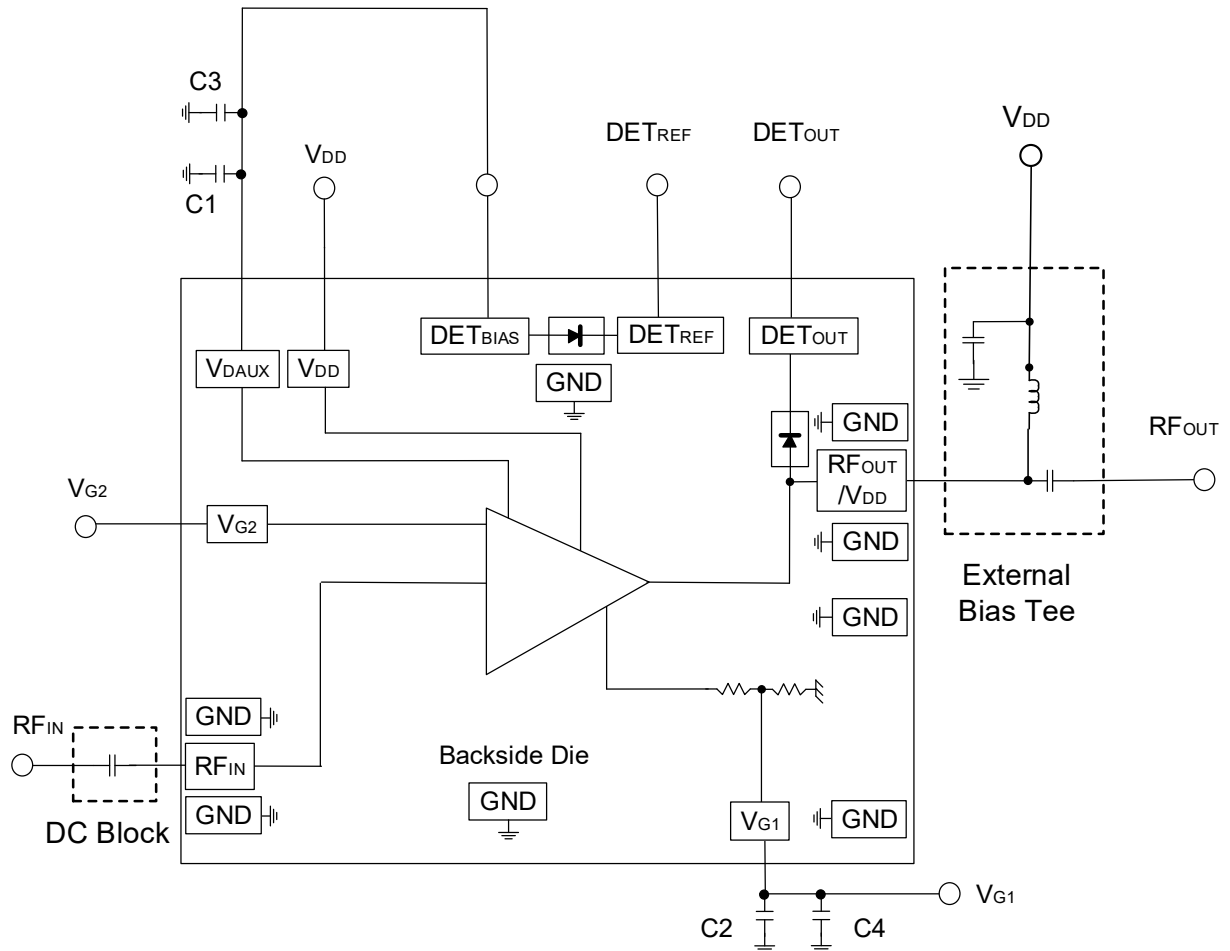 C3
C1
VDD
DETREF
DETOUT
VDD
DETBIAS
DETREF
DETOUT
VDAUX
VDD
GND
GND
RFOUT
RFOUT
/VDD
VG2
VG2
GND
External
Bias Tee
GND
GND
RFIN
RFIN
Backside Die
GND
GND
DC Block
VG1
GND
VG1
C2
C4